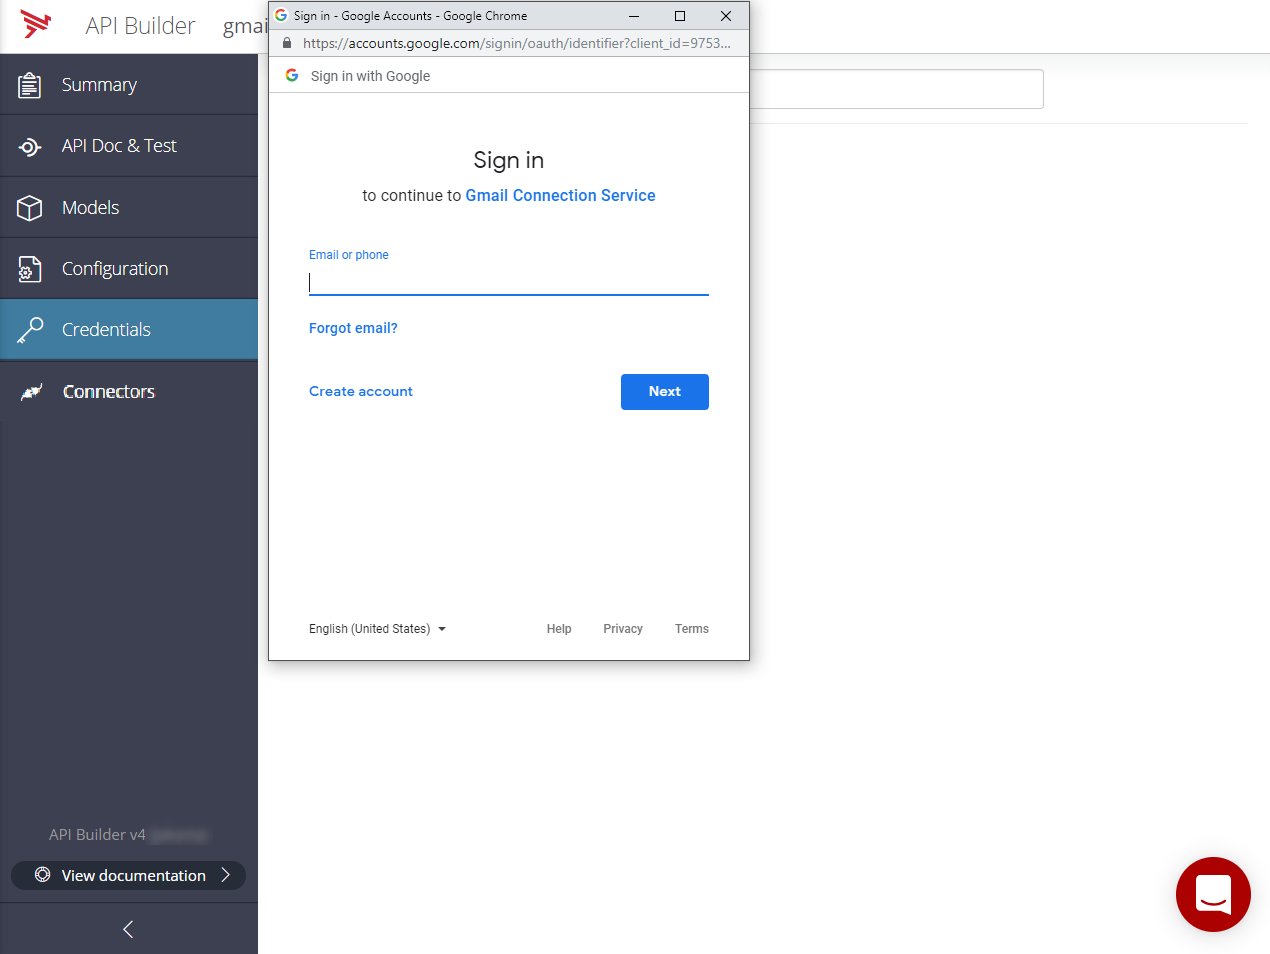 API Builder gmai
Sign in - Google Accounts - Google Chrome
https://accounts.google.com/signin/oauth/identifier?client_id=9753...
Sign in with Google
Summary
API Doc & Test
Models
Configuration
Credentials
Connectors
Sign in
to continue to Gmail Connection Service
Email or phone
Forgot email?
Create account
Next
English (United States)
Help Privacy Terms
API Builder v4
View documentation